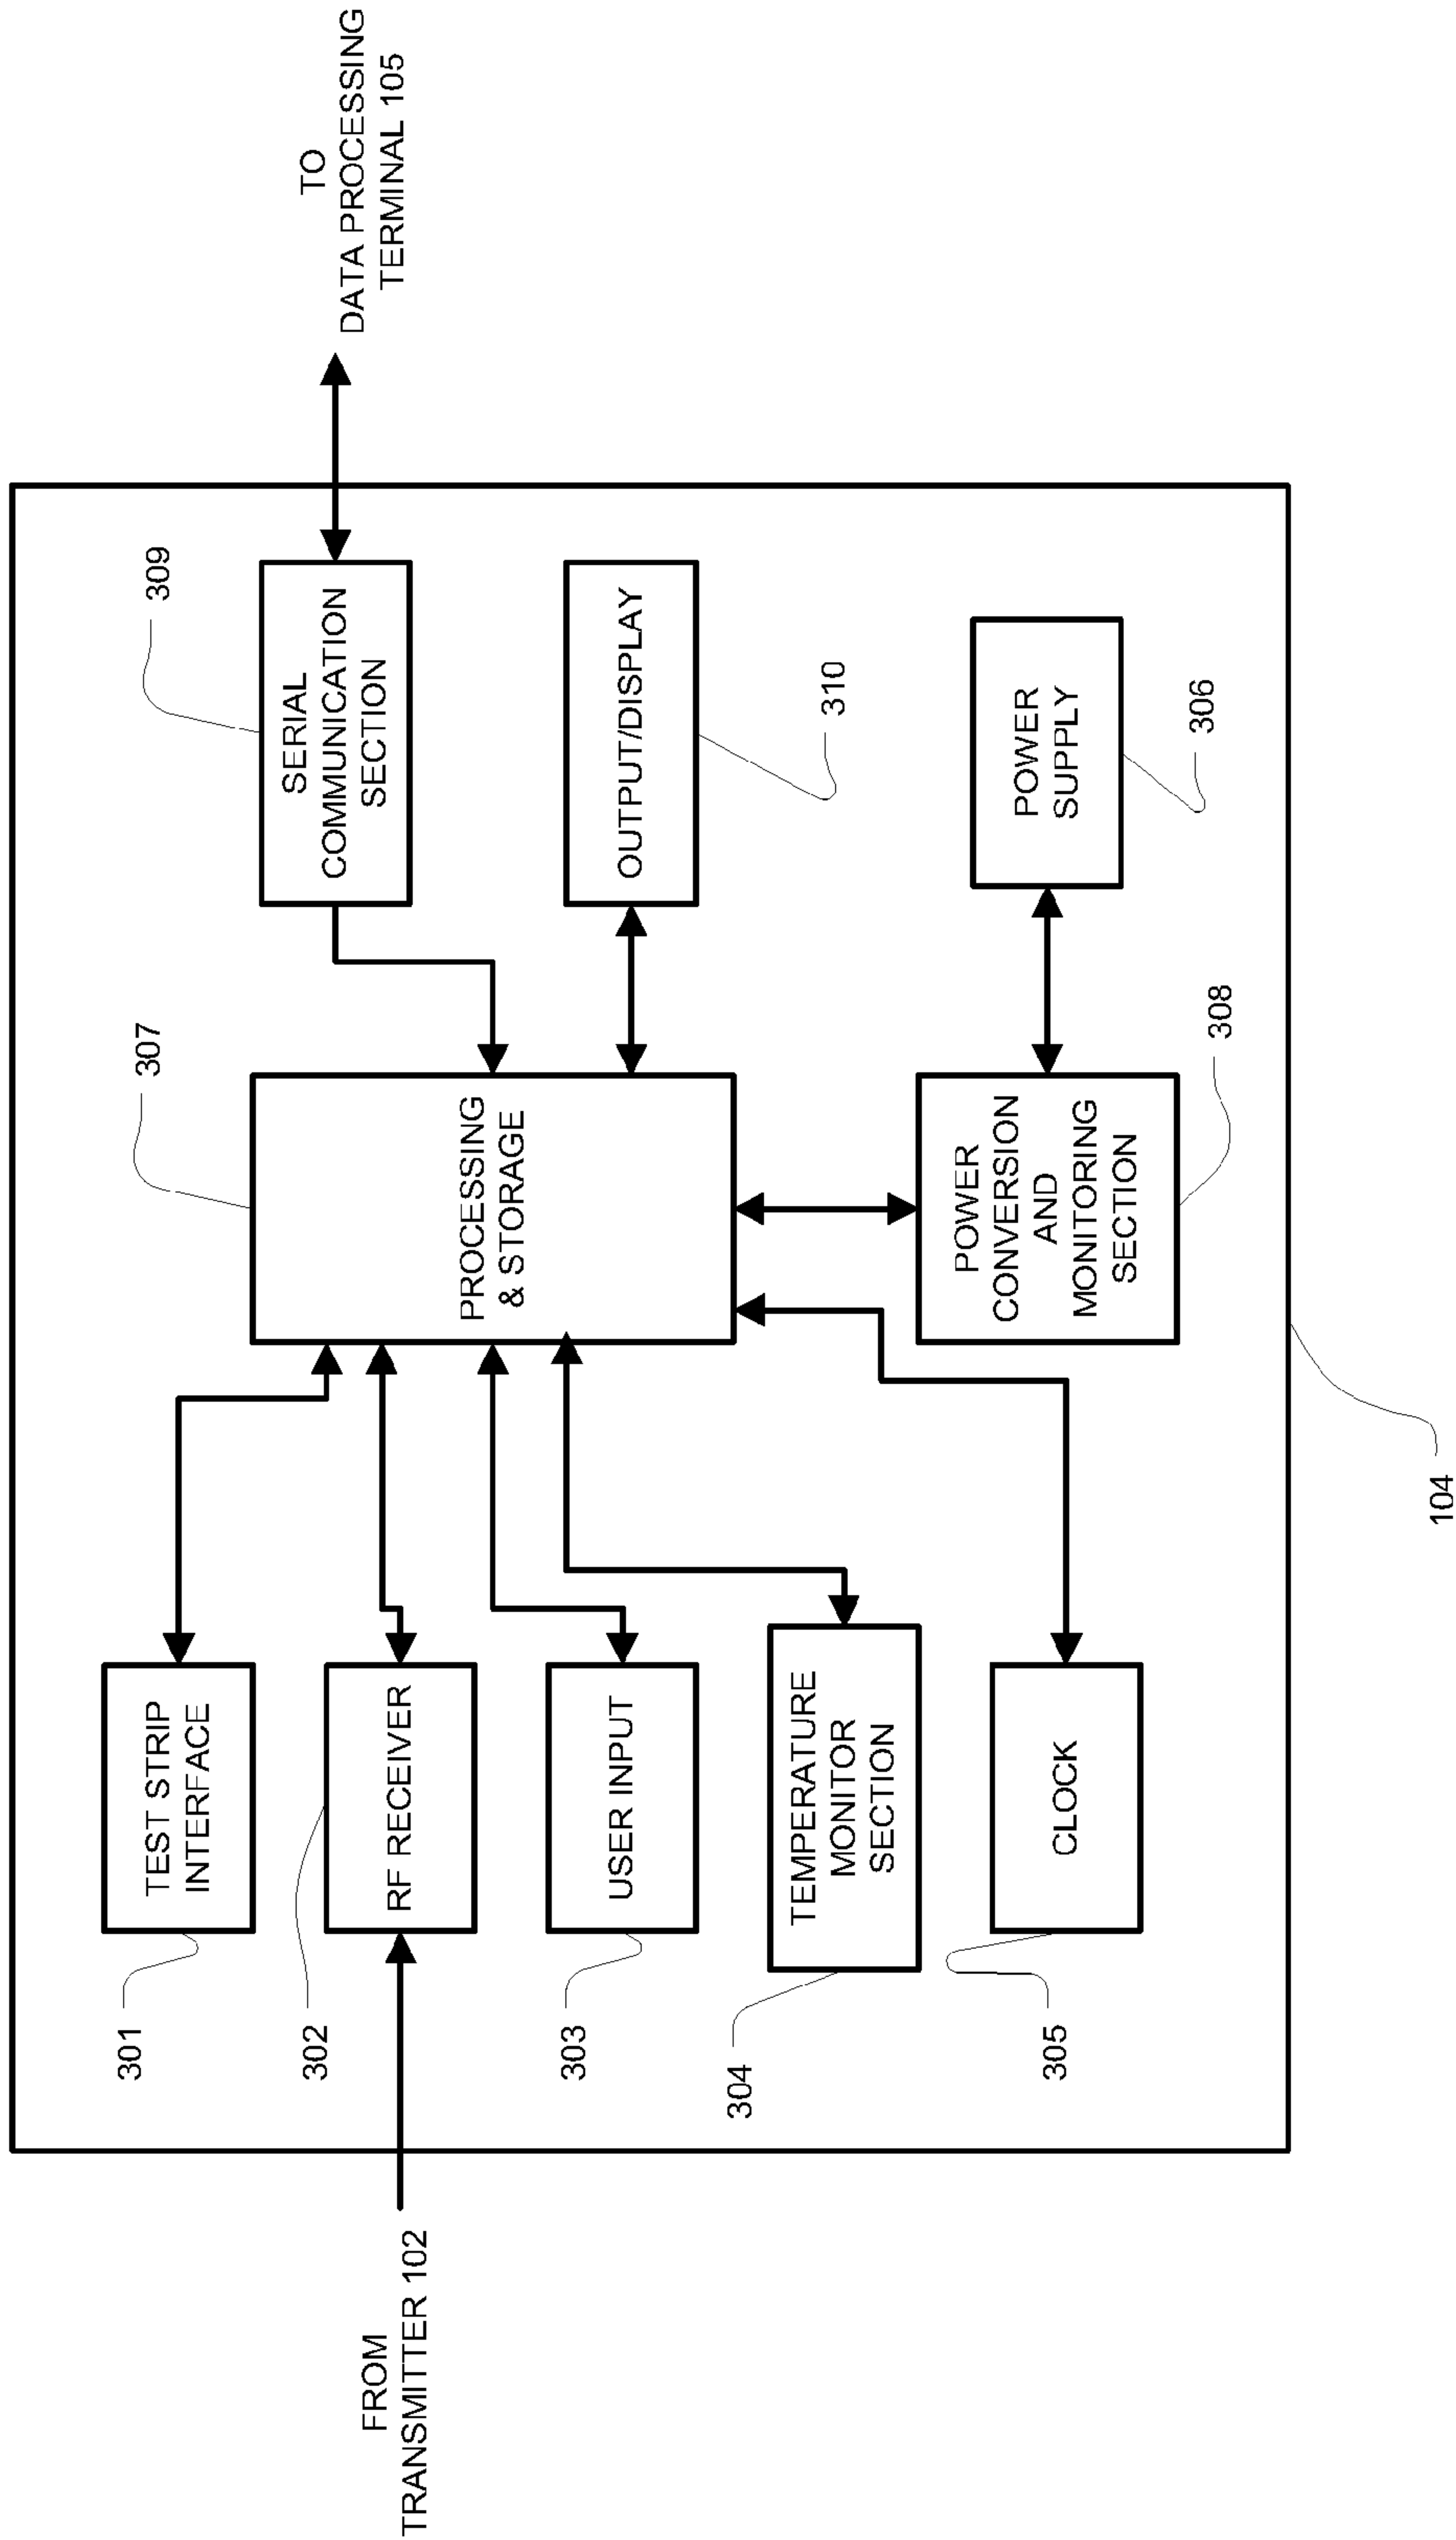 301
TEST STRIP
INTERFACE
FROM
TRANSMITTER 102
302
RF RECEIVER
303
USER INPUT
304
TEMPERATURE
MONITOR
SECTION
305
CLOCK
307
PROCESSING
& STORAGE
308
POWER
CONVERSION
AND
MONITORING
SECTION
309
SERIAL
COMMUNICATION
SECTION
TO
DATA PROCESSING
TERMINAL 105
OUTPUT/DISPLAY
310
POWER
SUPPLY
306
104